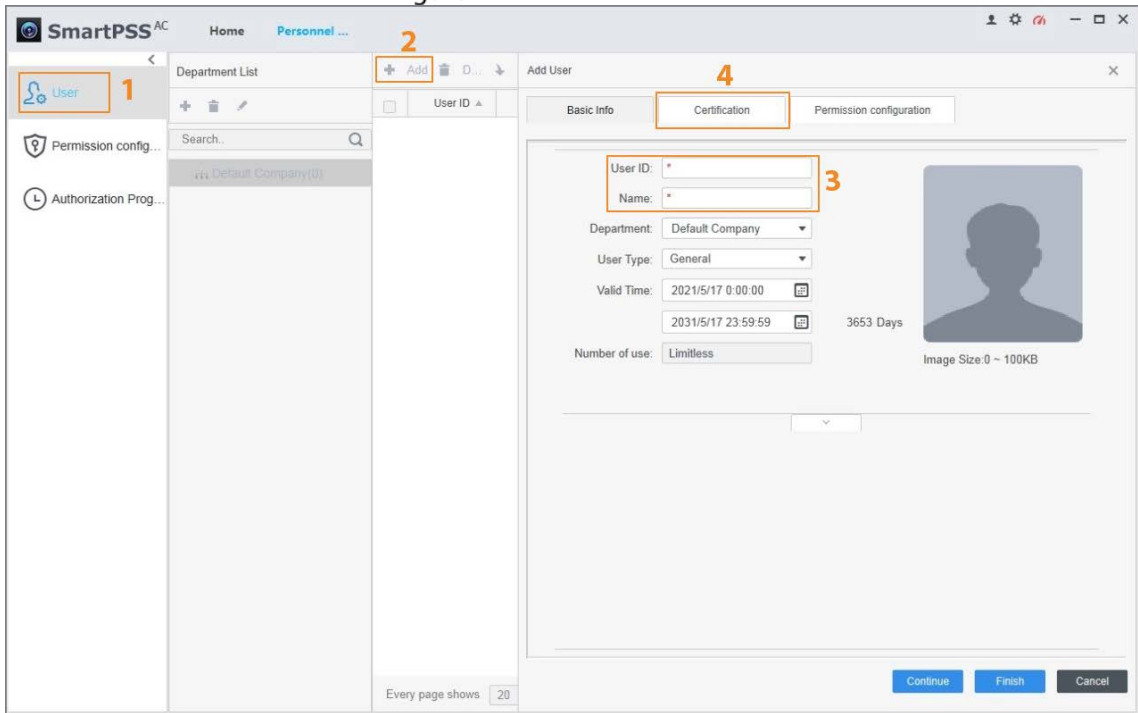 SmartPSS AC
Home
Personnel ...
2
User
1
Permission config...
Authorization Prog...
Department List
Search..
Default Company(0)
Add
D...
User ID
Every page shows 20
Add User
4
Basic Info
Certification
Permission configuration
User ID: *
3
Name: *
Department: Default Company
User Type: General
Valid Time: 2021/5/17 0:00:00
2031/5/17 23:59:59 3653 Days
Number of use: Limitless
Image Size:0 ~ 100KB
Continue
Finish
Cancel